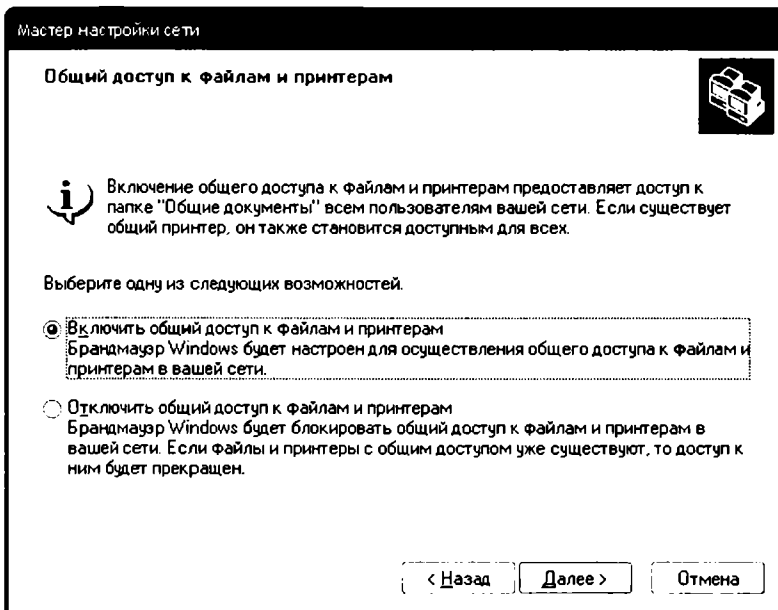 Мастер настройки сети
Общий доступ к файлам и принтерам
Включение общего доступа к файлам и принтерам предоставляет доступ к
папке "Общие документы" всем пользователям вашей сети. Если существует
общий принтер, он также становится доступным для всех.
Выберите одну из следующих возможностей.
Включить общий доступ к файлам и принтерам
Брандмауэр Windows будет настроен для осуществления общего доступа к файлам и
принтерам в вашей сети.
Отключить общий доступ к файлам и принтерам
Брандмауэр Windows будет блокировать общий доступ к файлам и принтерам в
вашей сети. Если файлы и принтеры с общим доступом уже существуют, то доступ к
ним будет прекращен.
< Назад Далее > Отмена